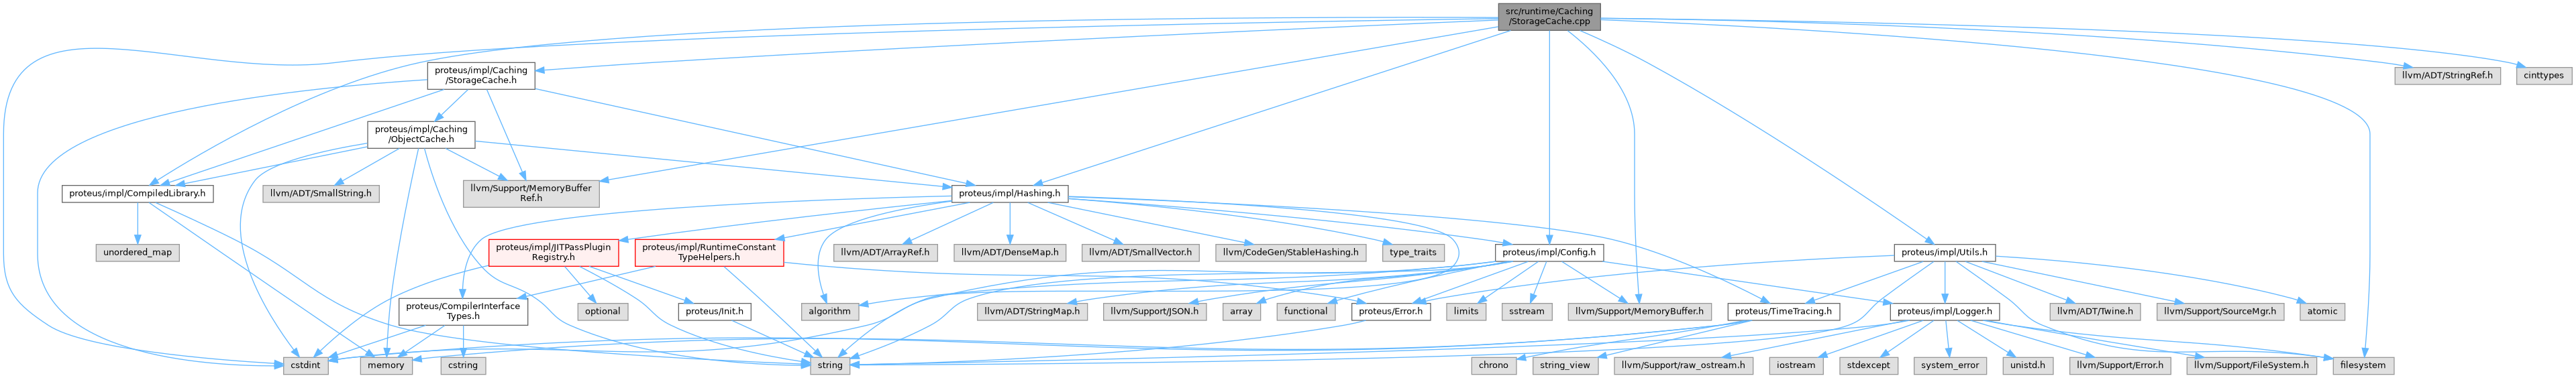 src/runtime/Caching
/StorageCache.cpp
proteus/impl/Caching
/StorageCache.h
llvm/ADT/StringRef.h
cinttypes
proteus/impl/Caching
/ObjectCache.h
proteus/impl/CompiledLibrary.h
llvm/ADT/SmallString.h
llvm/Support/MemoryBuffer
Ref.h
proteus/impl/Hashing.h
unordered_map
proteus/impl/JITPassPlugin
Registry.h
proteus/impl/RuntimeConstant
TypeHelpers.h
llvm/ADT/ArrayRef.h
llvm/ADT/DenseMap.h
llvm/ADT/SmallVector.h
llvm/CodeGen/StableHashing.h
type_traits
proteus/impl/Config.h
proteus/impl/Utils.h
proteus/CompilerInterface
Types.h
optional
proteus/Init.h
algorithm
llvm/ADT/StringMap.h
llvm/Support/JSON.h
array
functional
proteus/Error.h
limits
sstream
llvm/Support/MemoryBuffer.h
proteus/TimeTracing.h
proteus/impl/Logger.h
llvm/ADT/Twine.h
llvm/Support/SourceMgr.h
atomic
cstdint
memory
cstring
string
chrono
string_view
llvm/Support/raw_ostream.h
iostream
stdexcept
system_error
unistd.h
llvm/Support/Error.h
llvm/Support/FileSystem.h
filesystem